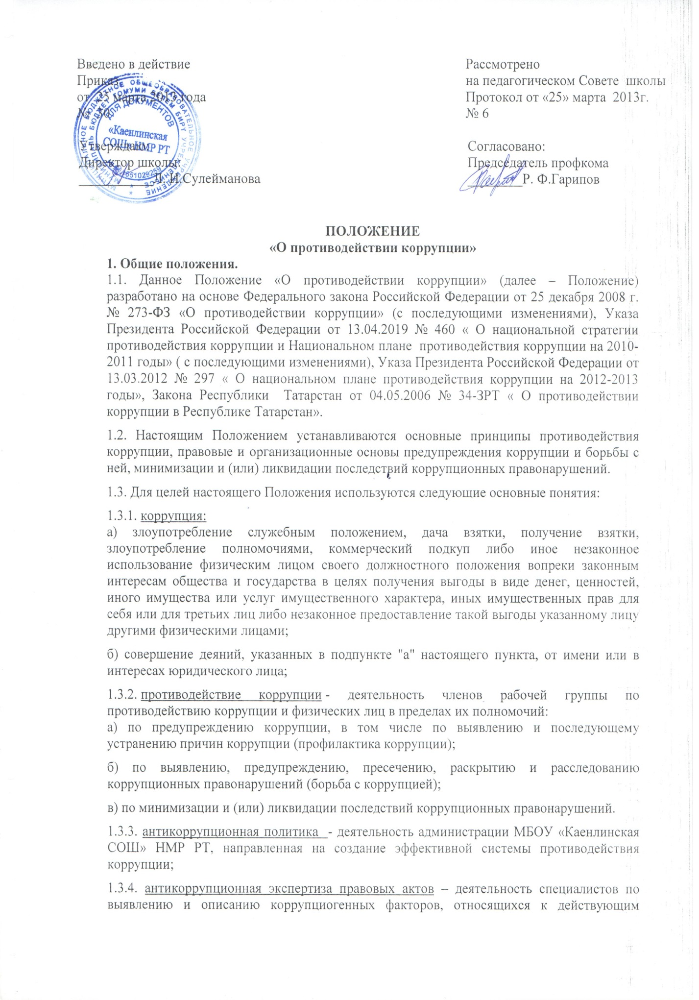 Введено в действие
Приказ
от 25 марта 2013 года
№ 50
Утверждаю:
Директор школы:
___________Л. И.Сулейманова
Рассмотрено
на педагогическом Совете школы
Протокол от «25» марта 2013г.
№ 6
Согласовано:
Председатель профкома
________Р. Ф.Гарипов
ДЛЯ ДОКУМЕНТОВ
«Каенлинская
СОШ» НМР РТ
ПОЛОЖЕНИЕ
«О противодействии коррупции»
1. Общие положения.
1.1. Данное Положение «О противодействии коррупции» (далее – Положение)
разработано на основе Федерального закона Российской Федерации от 25 декабря 2008 г.
№ 273-ФЗ «О противодействии коррупции» (с последующими изменениями), Указа
Президента Российской Федерации от 13.04.2019 № 460 « О национальной стратегии
противодействия коррупции и Национальном плане противодействия коррупции на 2010-
2011 годы» ( с последующими изменениями), Указа Президента Российской Федерации от
13.03.2012 № 297 « О национальном плане противодействия коррупции на 2012-2013
годы», Закона Республики Татарстан от 04.05.2006 № 34-ЗРТ « О противодействии
коррупции в Республике Татарстан».
1.2. Настоящим Положением устанавливаются основные принципы противодействия
коррупции, правовые и организационные основы предупреждения коррупции и борьбы с
ней, минимизации и (или) ликвидации последствий коррупционных правонарушений.
1.3. Для целей настоящего Положения используются следующие основные понятия:
1.3.1. коррупция:
а) злоупотребление служебным положением, дача взятки, получение взятки,
злоупотребление полномочиями, коммерческий подкуп либо иное незаконное
использование физическим лицом своего должностного положения вопреки законным
интересам общества и государства в целях получения выгоды в виде денег, ценностей,
иного имущества или услуг имущественного характера, иных имущественных прав для
себя или для третьих лиц либо незаконное предоставление такой выгоды указанному лицу
другими физическими лицами;
б) совершение деяний, указанных в подпункте "а" настоящего пункта, от имени или в
интересах юридического лица;
1.3.2. противодействие коррупции - деятельность членов рабочей группы по
противодействию коррупции и физических лиц в пределах их полномочий:
а) по предупреждению коррупции, в том числе по выявлению и последующему
устранению причин коррупции (профилактика коррупции);
б) по выявлению, предупреждению, пресечению, раскрытию и расследованию
коррупционных правонарушений (борьба с коррупцией);
в) по минимизации и (или) ликвидации последствий коррупционных правонарушений.
1.3.3. антикоррупционная политика - деятельность администрации МБОУ «Каенлинская
СОШ» НМР РТ, направленная на создание эффективной системы противодействия
коррупции;
1.3.4. антикоррупционная экспертиза правовых актов – деятельность специалистов по
выявлению и описанию коррупциогенных факторов, относящихся к действующим